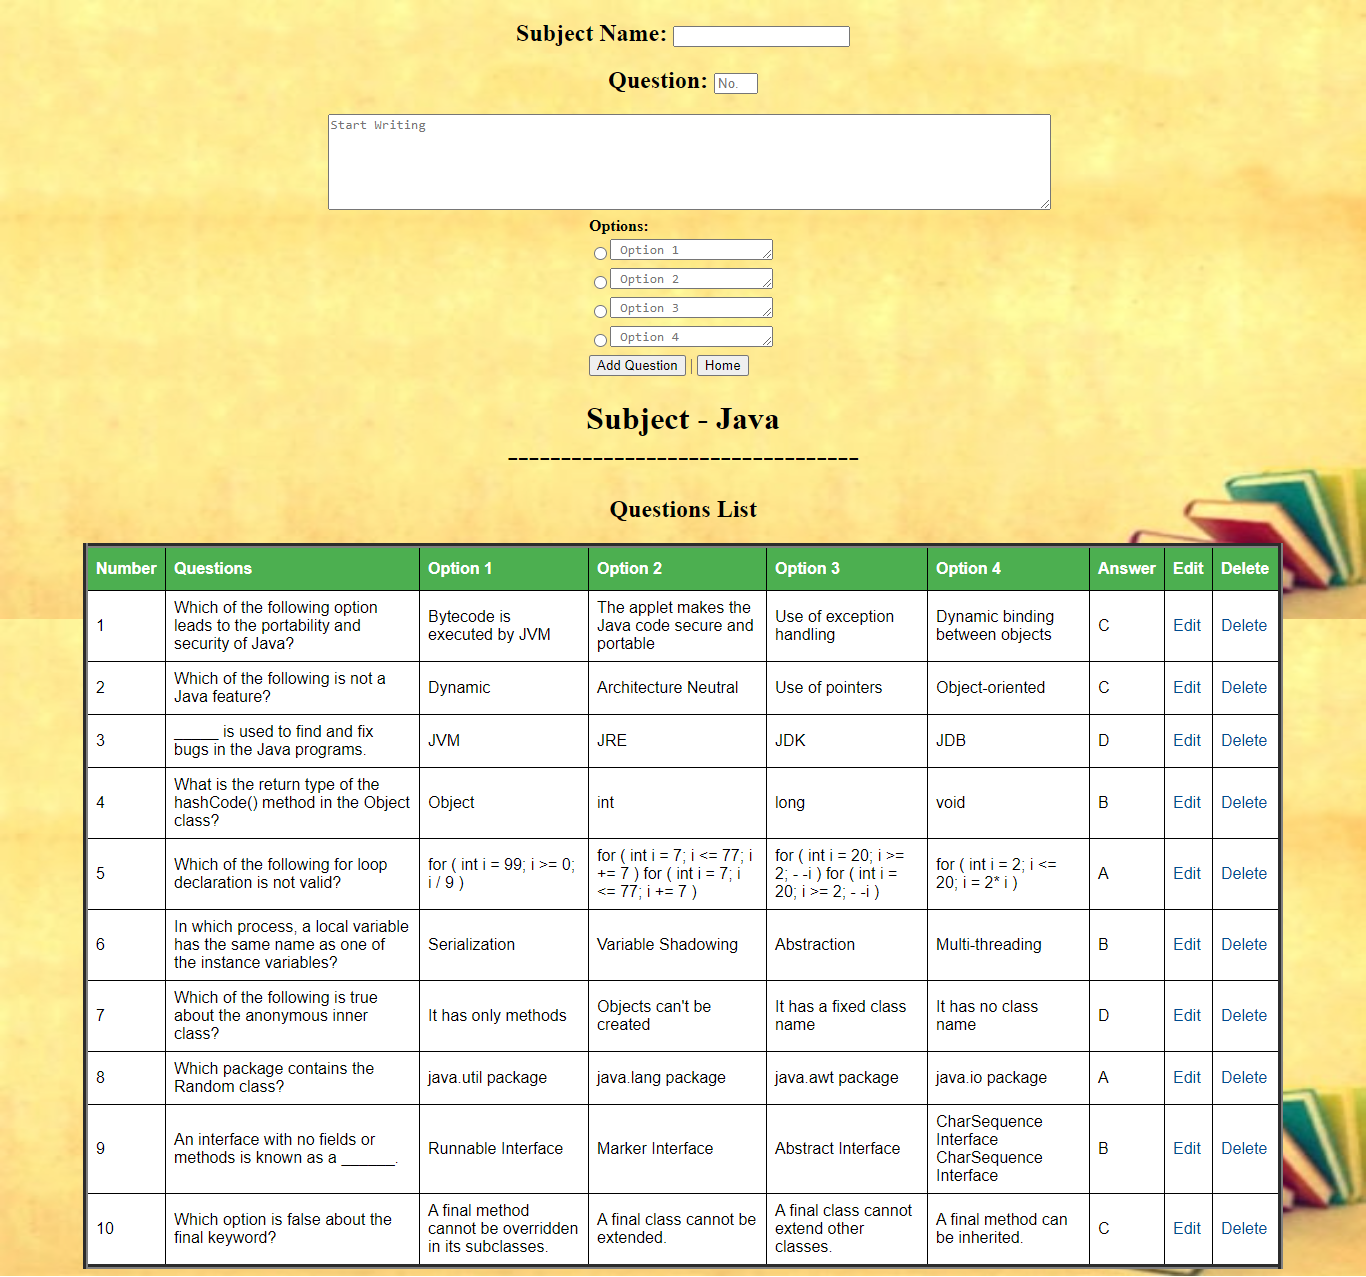 Subject Name:
Question: No.
Start Writing
Options:
Option 1
Option 2
Option 3
Option 4
Add Question | Home
Subject - Java
---------------------------------
Questions List
Number Questions Option 1 Option 2 Option 3 Option 4 Answer Edit Delete
1 Which of the following option leads to the portability and security of Java? Bytecode is executed by JVM The applet makes the Java code secure and portable Use of exception handling Dynamic binding between objects C Edit Delete
2 Which of the following is not a Java feature? Dynamic Architecture Neutral Use of pointers Object-oriented C Edit Delete
3 _____ is used to find and fix bugs in the Java programs. JVM JRE JDK JDB D Edit Delete
4 What is the return type of the hashCode() method in the Object class? Object int long void B Edit Delete
5 Which of the following for loop declaration is not valid? for ( int i = 99; i >= 0; i / 9 ) for ( int i = 7; i <= 77; i += 7 ) for ( int i = 7; i <= 77; i += 7 ) for ( int i = 20; i >= 2; - -i ) for ( int i = 20; i >= 2; - -i ) for ( int i = 2; i <= 20; i = 2* i ) A Edit Delete
6 In which process, a local variable has the same name as one of the instance variables? Serialization Variable Shadowing Abstraction Multi-threading B Edit Delete
7 Which of the following is true about the anonymous inner class? It has only methods Objects can't be created It has a fixed class name It has no class name D Edit Delete
8 Which package contains the Random class? java.util package java.lang package java.awt package java.io package A Edit Delete
9 An interface with no fields or methods is known as a ______. Runnable Interface Marker Interface Abstract Interface CharSequence Interface CharSequence Interface B Edit Delete
10 Which option is false about the final keyword? A final method cannot be overridden in its subclasses. A final class cannot be extended. A final class cannot extend other classes. A final method can be inherited. C Edit Delete